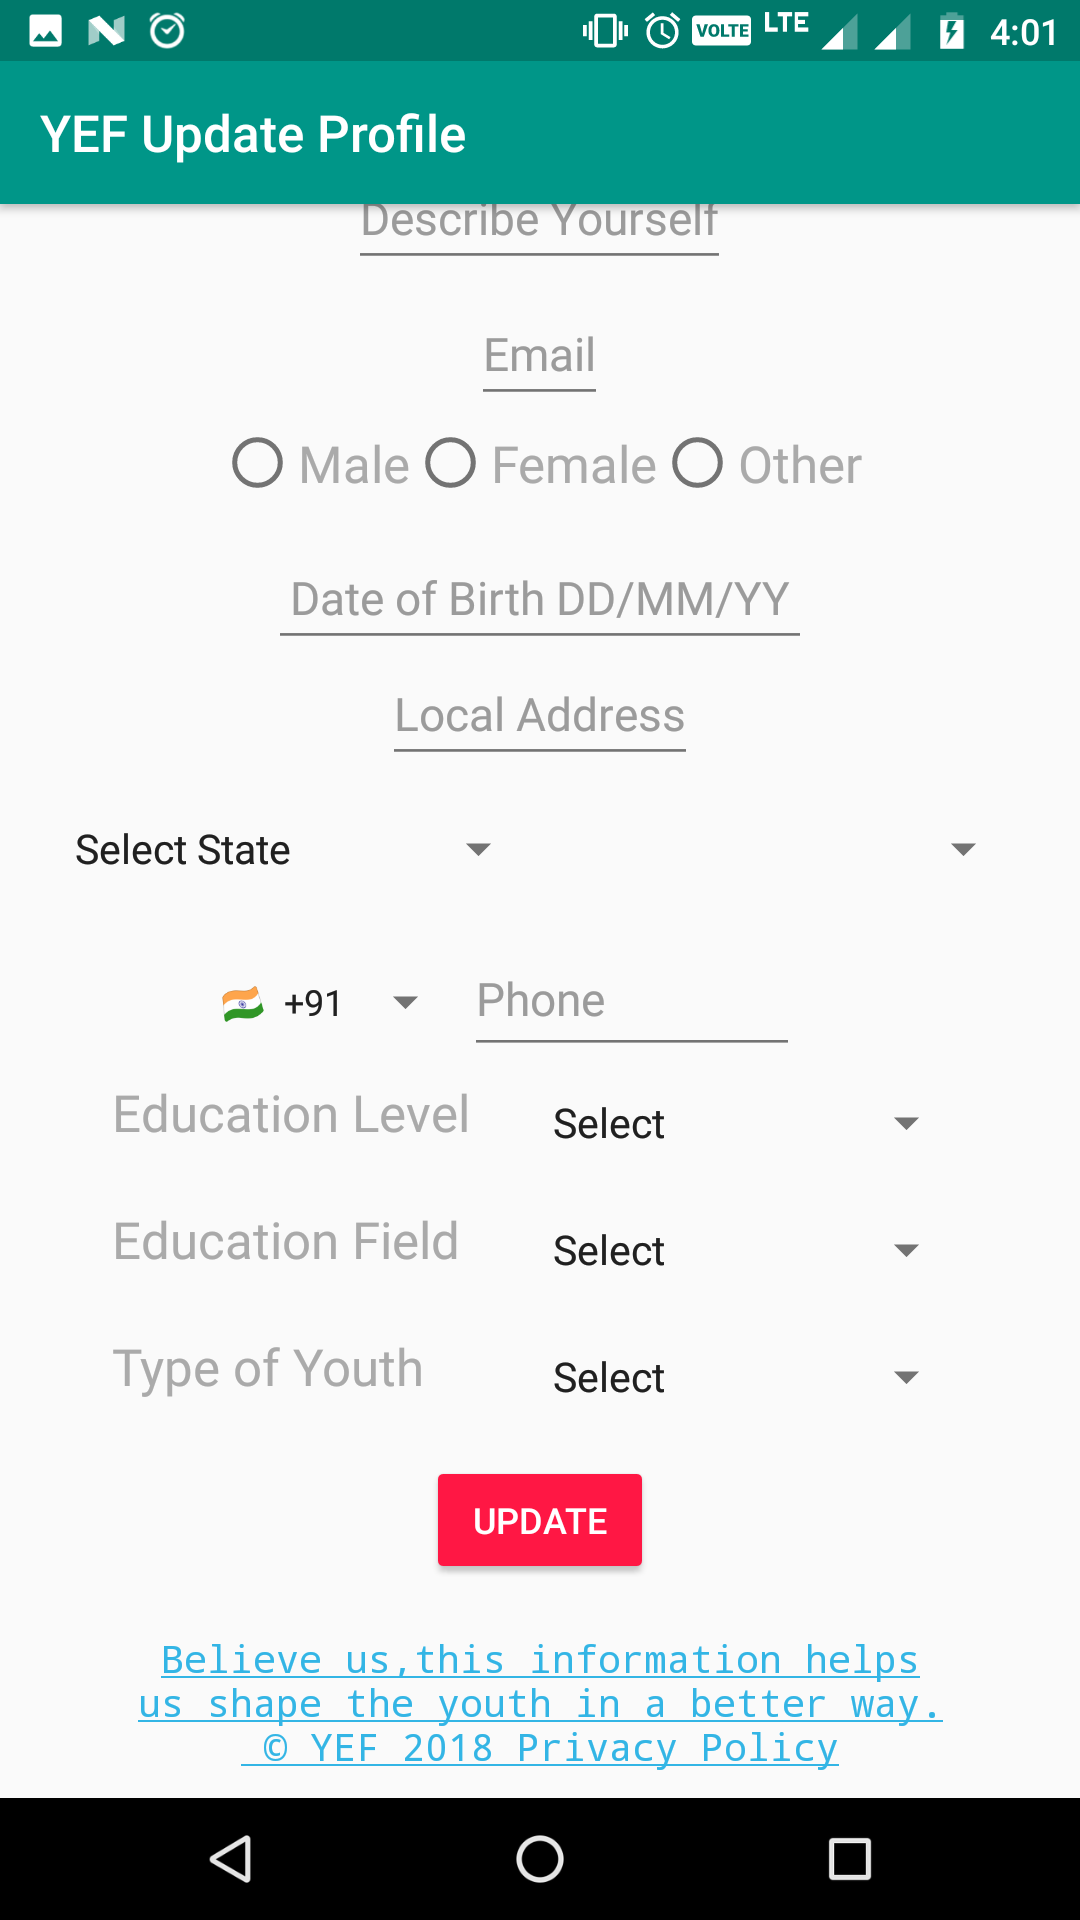 VOLTE LTE 4:01
YEF Update Profile
Describe Yourself
Email
Male Female Other
Date of Birth DD/MM/YY
Local Address
Select State
+91 Phone
Education Level Select
Education Field Select
Type of Youth Select
UPDATE
Believe us,this information helps
us shape the youth in a better way.
© YEF 2018 Privacy Policy